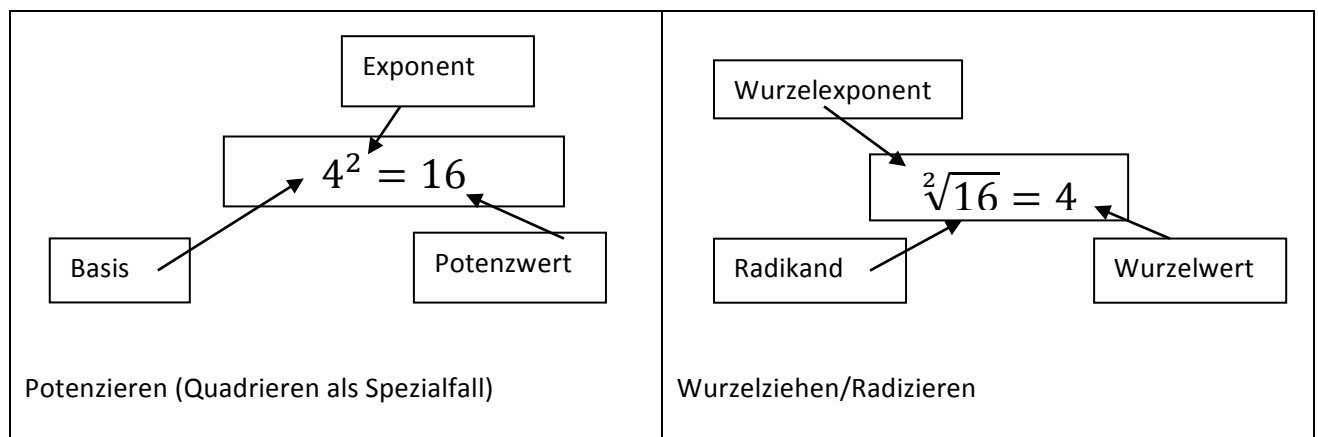 Exponent
4² = 16
Basis
Potenzwert
Potenzieren (Quadrieren als Spezialfall)
Wurzelexponent
²√16 = 4
Radikand
Wurzelwert
Wurzelziehen/Radizieren